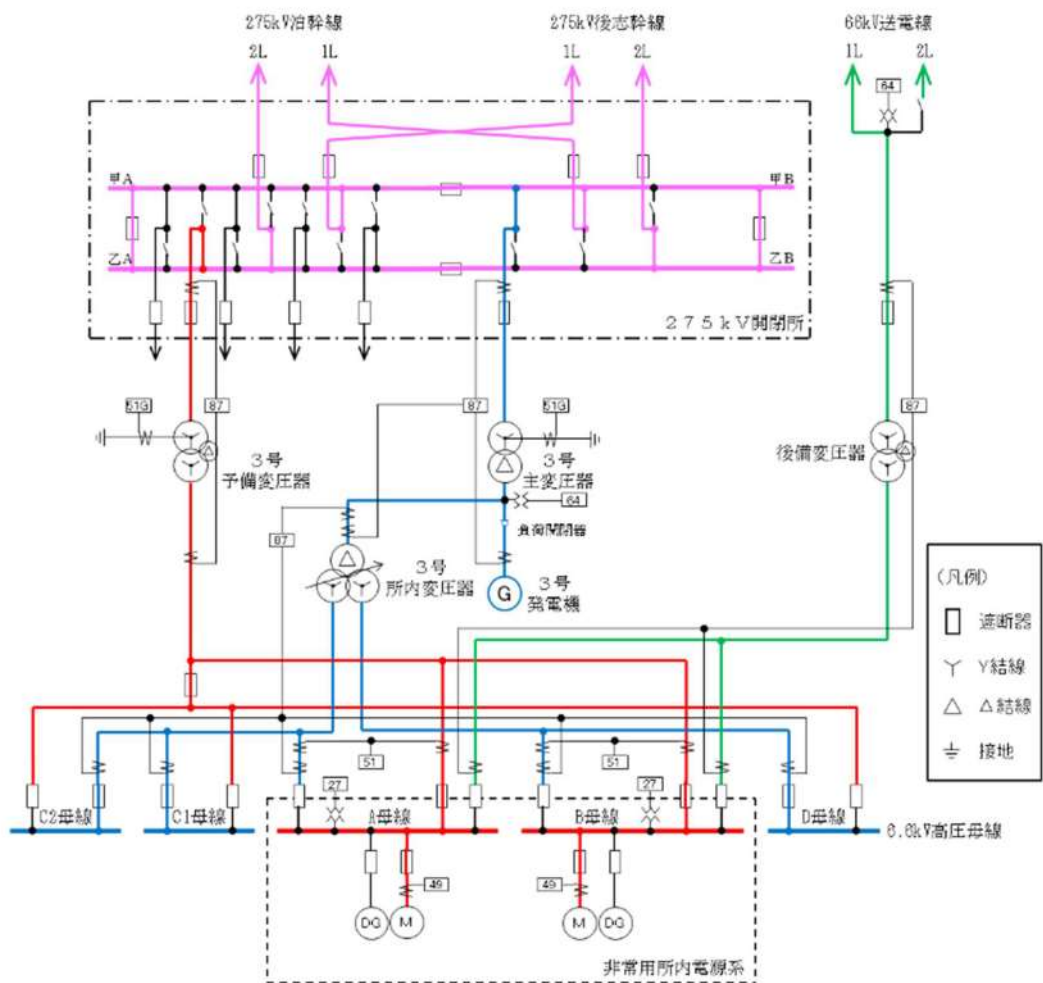 275kV泊幹線
275kV後志幹線
66kV送電線
2L
1L
1L
2L
1L
2L
64
甲A
甲B
乙A
乙B
275kV開閉所
51G
87
87
51G
87
3号
予備変圧器
3号
主変圧器
後備変圧器
64
87
負荷開閉器
3号
所内変圧器
G
3号
発電機
(凡例)
遮断器
Y結線
Δ結線
接地
51
51
27
27
C2母線
C1母線
A母線
B母線
D母線
6.6kV高圧母線
49
49
DG
M
M
DG
非常用所内電源系